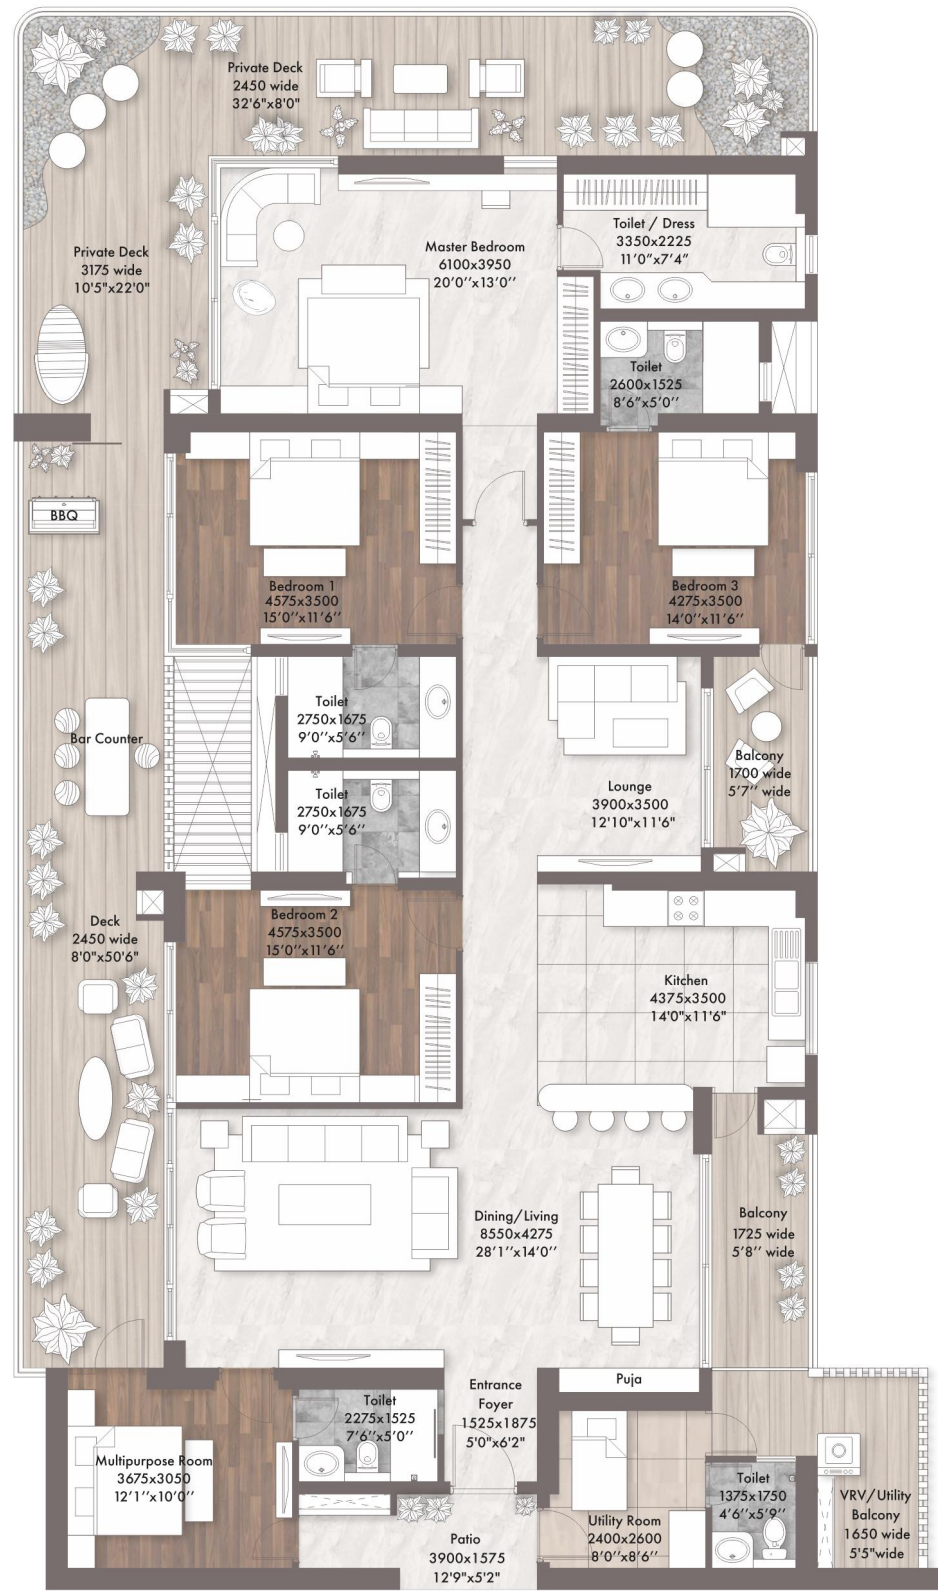 Private Deck
2450 wide
32'6"x8'0"
Toilet / Dress
3350x2225
11'0"x7'4"
Master Bedroom
6100x3950
20'0''x13'0''
Private Deck
3175 wide
10'5"x22'0"
Toilet
2600x1525
8'6"x5'0''
BBQ
Bedroom 1
4575x3500
15'0''x11'6''
Bedroom 3
4275x3500
14'0''x11'6''
Toilet
2750x1675
9'0''x5'6''
Bar Counter
Balcony
1700 wide
5'7'' wide
Lounge
3900x3500
12'10"x11'6"
Toilet
2750x1675
9'0''x5'6''
Deck
2450 wide
8'0"x50'6"
Bedroom 2
4575x3500
15'0''x11'6''
Kitchen
4375x3500
14'0"x11'6"
Dining/Living
8550x4275
28'1''x14'0''
Balcony
1725 wide
5'8'' wide
Puja
Entrance
Foyer
1525x1875
5'0"x6'2"
Toilet
2275x1525
7'6''x5'0''
Multipurpose Room
3675x3050
12'1''x10'0''
Toilet
1375x1750
4'6''x5'9''
VRV/Utility
Balcony
1650 wide
5'5"wide
Utility Room
2400x2600
8'0''x8'6''
Patio
3900x1575
12'9"x5'2"